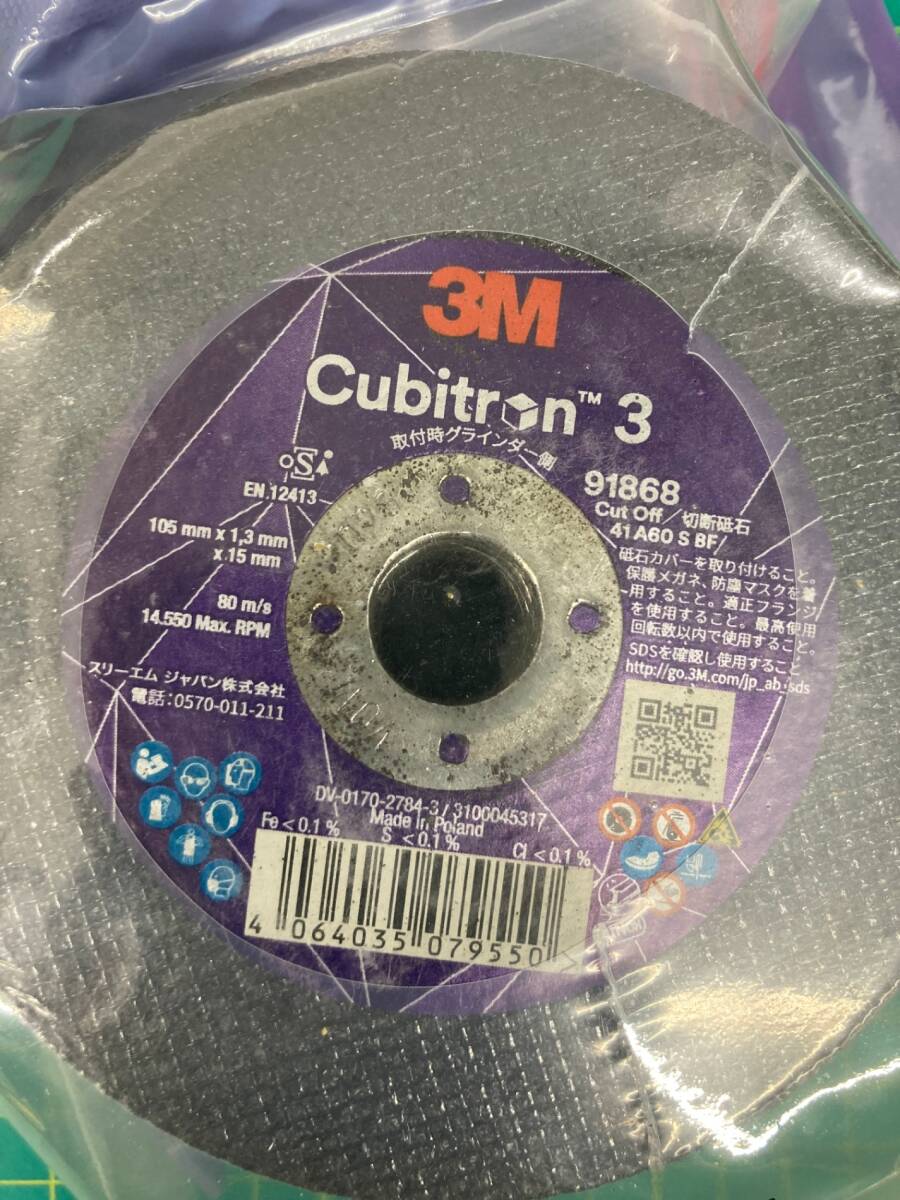 3M
Cubitron™ 3
取付時グラインダー側
oSA
EN 12413
91868
Cut Off／切断砥石
41A60 S BF/
105 mm x 1,3 mm
x 15 mm
80 m/s
14.550 Max. RPM
砥石カバーを取り付けること。
保護メガネ、防塵マスクを着
用すること。適正フランジ
を使用すること。最高使用
回転数以内で使用すること。
SDSを確認し使用すること
http://go.3M.com/jp_ab_sds
スリーエム ジャパン株式会社
電話:0570-011-211
DV-0170-2784-3 / 3100045317
Made in Poland
Fe < 0.1 %
S < 0.1 %
Cl < 0.1 %
4 064035 079550 >